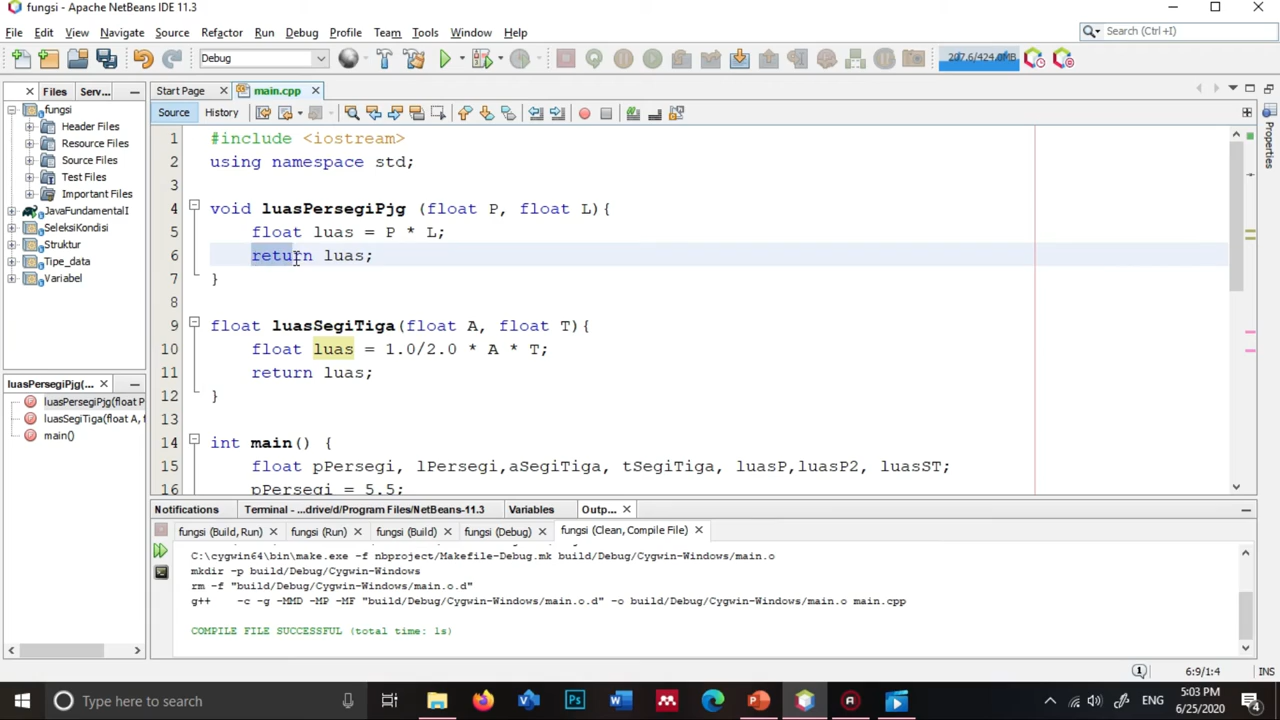 fungsi - Apache NetBeans IDE 11.3
File Edit View Navigate Source Refactor Run Debug Profile Team Tools Window Help
Search (Ctrl+I)
Debug
207.6/424.0MB
Files Serv...
Start Page main.cpp
Source History
fungsi
Header Files
Resource Files
Source Files
Test Files
Important Files
JavaFundamentalI
SeleksiKondisi
Struktur
Tipe_data
Variabel
Properties
1 #include <iostream>
2 using namespace std;
3
4 void luasPersegiPjg (float P, float L){
5 float luas = P * L;
6 return luas;
7 }
8
9 float luasSegiTiga(float A, float T){
10 float luas = 1.0/2.0 * A * T;
11 return luas;
12 }
13
14 int main() {
15 float pPersegi, lPersegi,aSegiTiga, tSegiTiga, luasP,luasP2, luasST;
16 pPersegi = 5.5;
luasPersegiPjg(...
luasPersegiPjg(float P
luasSegiTiga(float A, f
main()
Notifications Terminal - ...drive/d/Program Files/NetBeans-11.3 Variables Outp...
fungsi (Build, Run) fungsi (Run) fungsi (Build) fungsi (Debug) fungsi (Clean, Compile File)
C:\cygwin64\bin\make.exe -f nbproject/Makefile-Debug.mk build/Debug/Cygwin-Windows/main.o
mkdir -p build/Debug/Cygwin-Windows
rm -f "build/Debug/Cygwin-Windows/main.o.d"
g++ -c -g -MMD -MP -MF "build/Debug/Cygwin-Windows/main.o.d" -o build/Debug/Cygwin-Windows/main.o main.cpp
COMPILE FILE SUCCESSFUL (total time: 1s)
1 6:9/1:4 INS
Type here to search
ENG
5:03 PM
6/25/2020
4